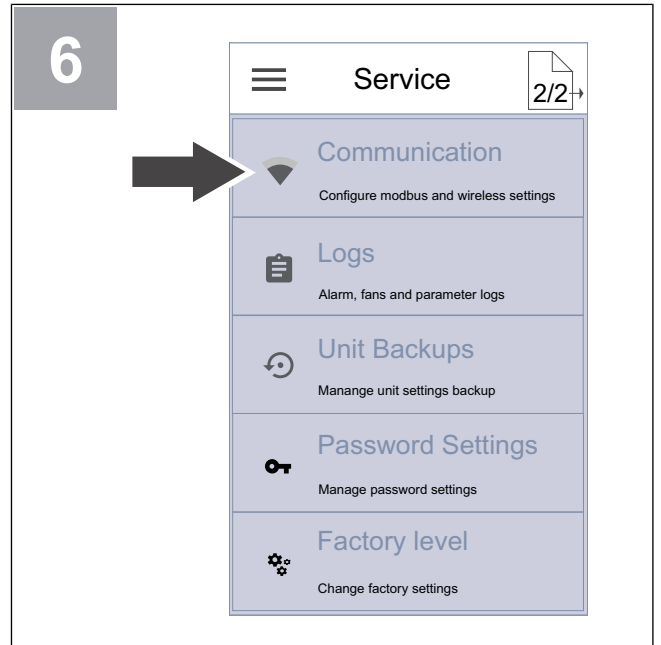 6
Service
2/2
Communication
Configure modbus and wireless settings
Logs
Alarm, fans and parameter logs
Unit Backups
Manange unit settings backup
Password Settings
Manage password settings
Factory level
Change factory settings